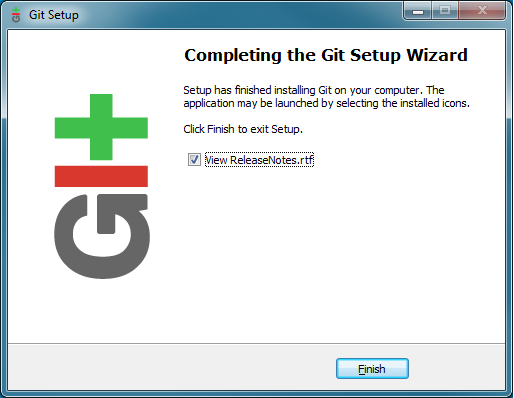 Git Setup
Completing the Git Setup Wizard
Setup has finished installing Git on your computer. The
application may be launched by selecting the installed icons.
Click Finish to exit Setup.
View ReleaseNotes.rtf
GIt
Finish